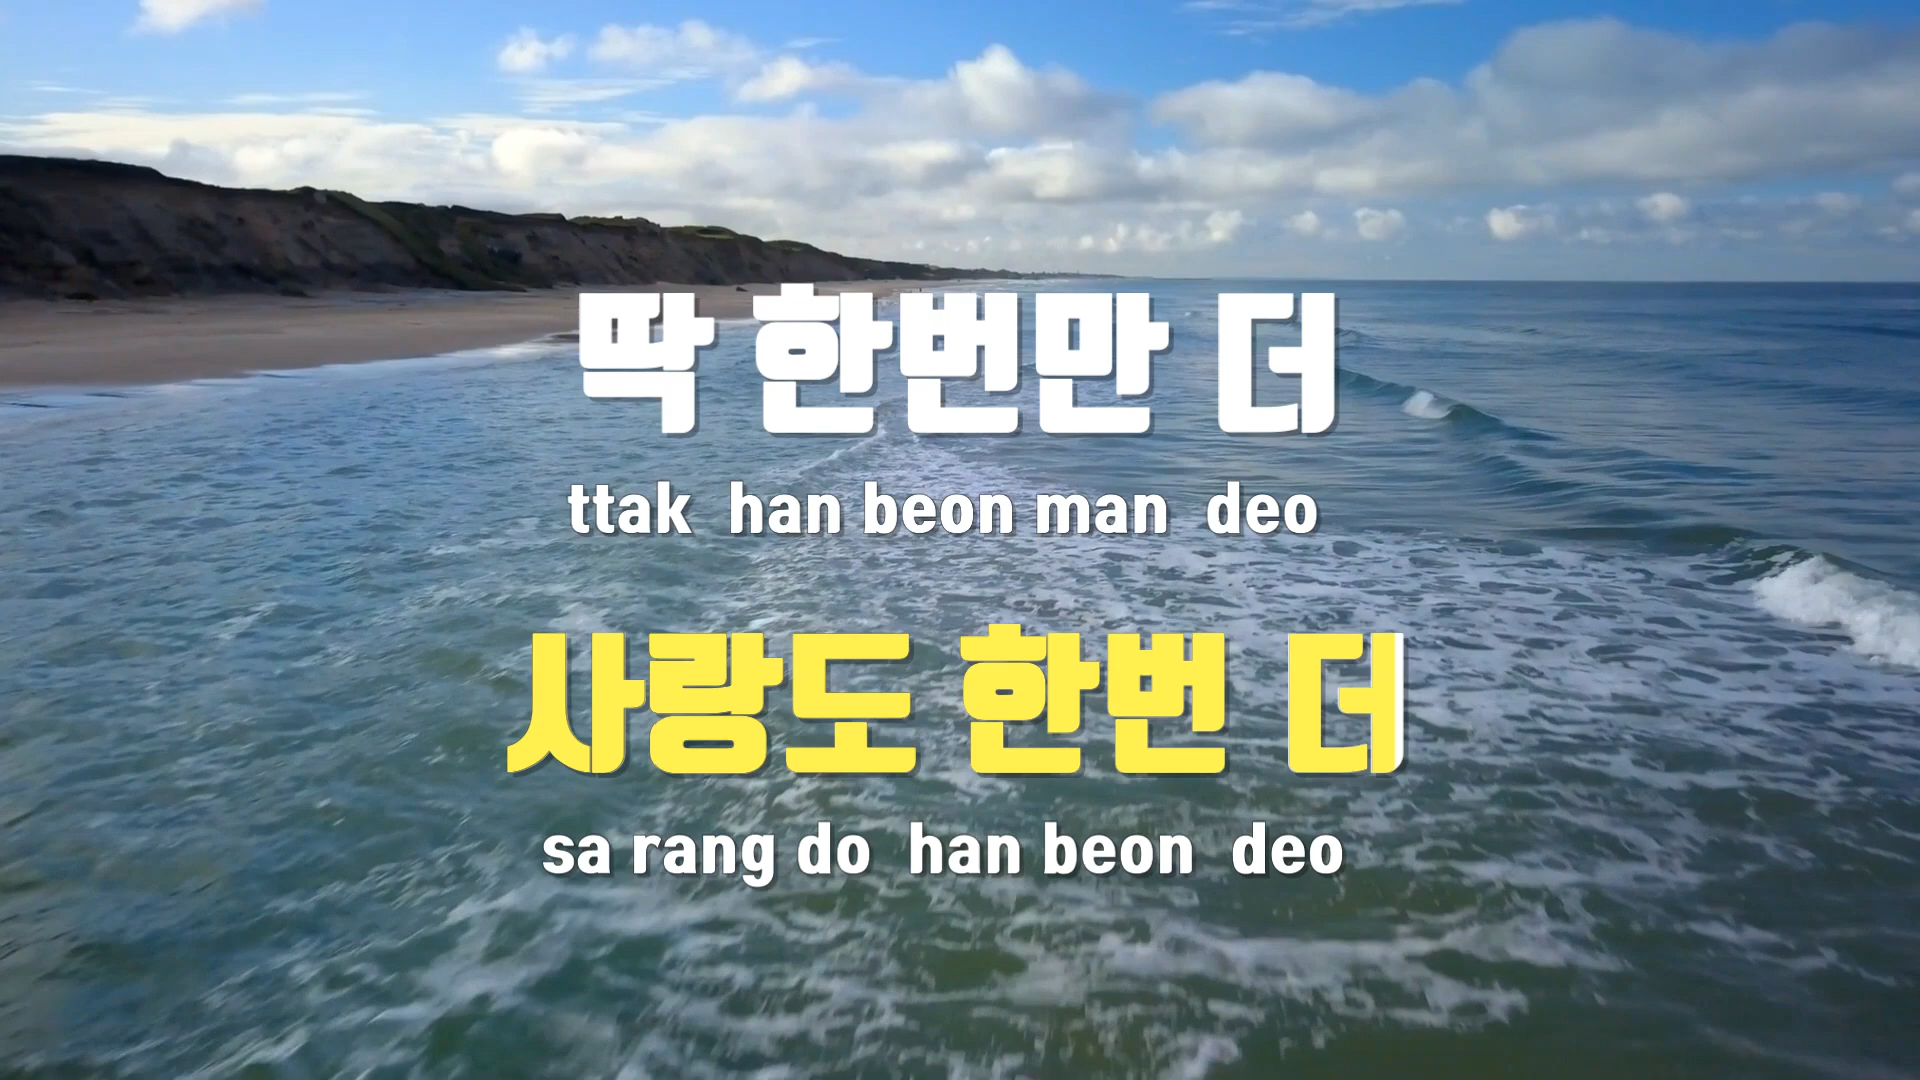 딱 한번만 더
ttak han beon man deo
사랑도 한번 더
sa rang do han beon deo